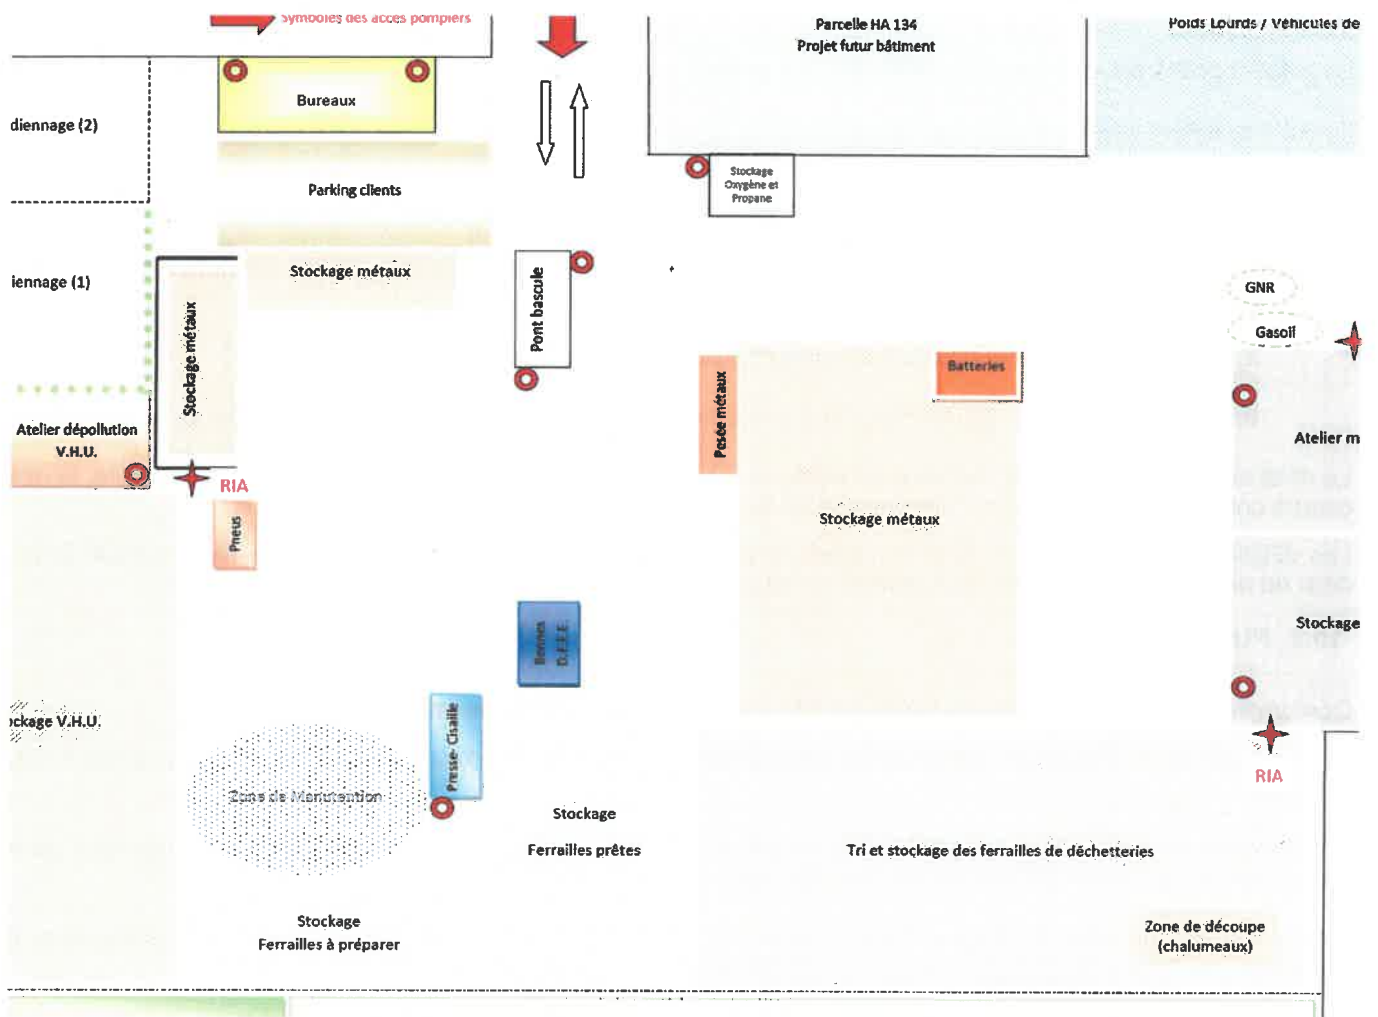 Symboles des accès pompiers
Parcelle HA 134
Projet futur bâtiment
Poids Lourds / Véhicules de
Bureaux
diennage (2)
Parking clients
Stockage
Oxygène et
Propane
Stockage métaux
iennage (1)
Pont bascule
GNR
Gasoil
Stockage métaux
Batteries
Pesée métaux
Atelier dépollution
V.H.U.
Atelier m
RIA
Pneus
Stockage métaux
Stockage
Bennes
D.E.E.E.
ockage V.H.U.
Presse- Cisaille
RIA
Zone de Manutention
Stockage
Ferrailles prêtes
Tri et stockage des ferrailles de déchetteries
Stockage
Ferrailles à préparer
Zone de découpe
(chalumeaux)